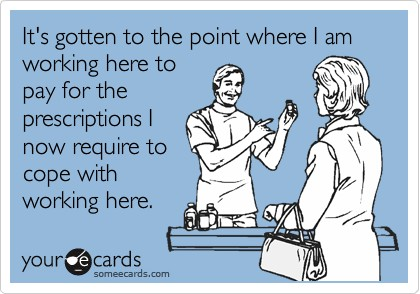 It's gotten to the point where I am
working here to
pay for the
prescriptions I
now require to
cope with
working here.
your e cards
someecards.com